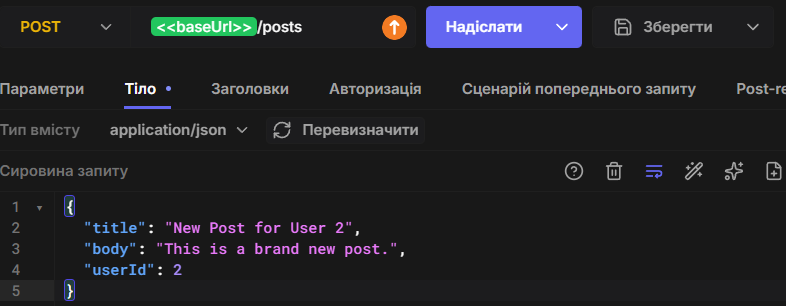 POST <<baseUrl>>/posts Надіслати Зберегти
Параметри Тіло Заголовки Авторизація Сценарій попереднього запиту Post-re
Тип вмісту application/json Перевизначити
Сировина запиту
1 {
2 "title": "New Post for User 2",
3 "body": "This is a brand new post.",
4 "userId": 2
5 }